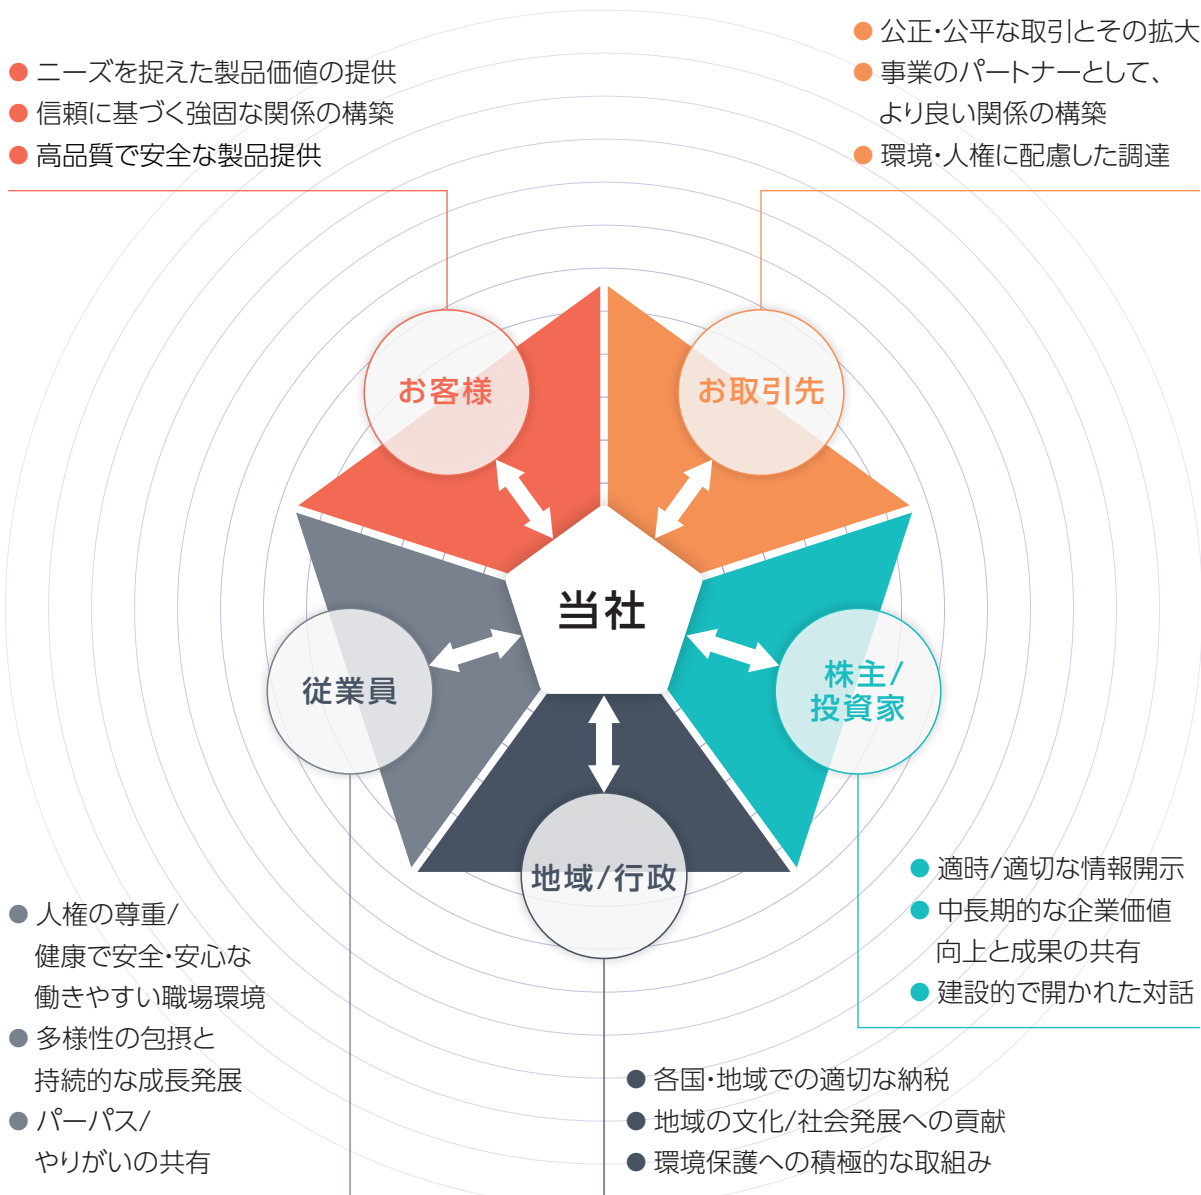 ニーズを捉えた製品価値の提供
信頼に基づく強固な関係の構築
高品質で安全な製品提供
公正・公平な取引とその拡大
事業のパートナーとして、
より良い関係の構築
環境・人権に配慮した調達
お客様
お取引先
当社
従業員
株主/
投資家
地域/行政
人権の尊重/
健康で安全・安心な
働きやすい職場環境
多様性の包摂と
持続的な成長発展
パーパス/
やりがいの共有
適時/適切な情報開示
中長期的な企業価値
向上と成果の共有
建設的で開かれた対話
各国・地域での適切な納税
地域の文化/社会発展への貢献
環境保護への積極的な取組み